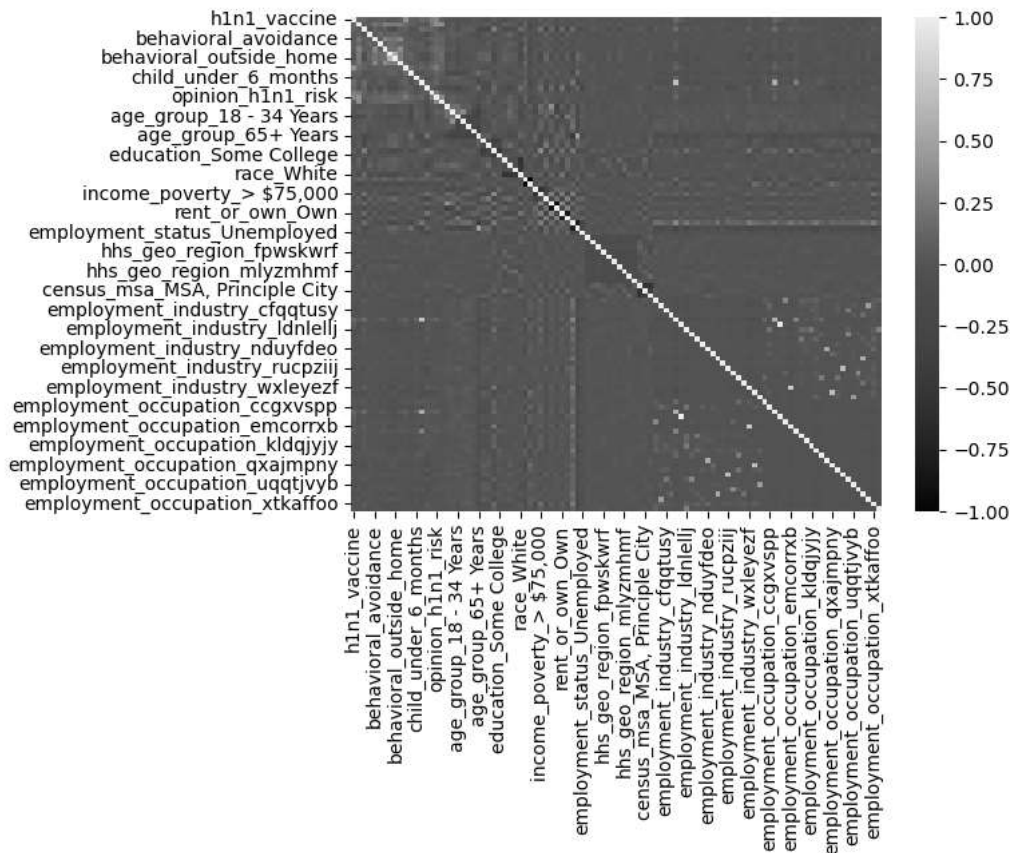 h1n1_vaccine
behavioral_avoidance
behavioral_outside_home
child_under_6_months
opinion_h1n1_risk
age_group_18 - 34 Years
age_group_65+ Years
education_Some College
race_White
income_poverty_> $75,000
rent_or_own_Own
employment_status_Unemployed
hhs_geo_region_fpwskwrf
hhs_geo_region_mlyzmhmf
census_msa_MSA, Principle City
employment_industry_cfqqtusy
employment_industry_ldnlellj
employment_industry_nduyfdeo
employment_industry_rucpziij
employment_industry_wxleyezf
employment_occupation_ccgxvspp
employment_occupation_emcorrxb
employment_occupation_kldqjyjy
employment_occupation_qxajmpny
employment_occupation_uqqtjvyb
employment_occupation_xtkaffoo
1.00
0.75
0.50
0.25
0.00
−0.25
−0.50
−0.75
−1.00
h1n1_vaccine
behavioral_avoidance
behavioral_outside_home
child_under_6_months
opinion_h1n1_risk
age_group_18 - 34 Years
age_group_65+ Years
education_Some College
race_White
income_poverty_> $75,000
rent_or_own_Own
employment_status_Unemployed
hhs_geo_region_fpwskwrf
hhs_geo_region_mlyzmhmf
census_msa_MSA, Principle City
employment_industry_cfqqtusy
employment_industry_ldnlellj
employment_industry_nduyfdeo
employment_industry_rucpziij
employment_industry_wxleyezf
employment_occupation_ccgxvspp
employment_occupation_emcorrxb
employment_occupation_kldqjyjy
employment_occupation_qxajmpny
employment_occupation_uqqtjvyb
employment_occupation_xtkaffoo